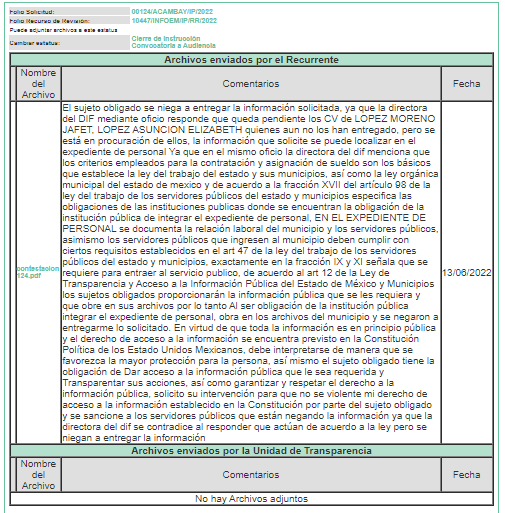 Folio Solicitud: 00124/ACAMBAY/IP/2022
Folio Recurso de Revisión: 10447/INFOEM/IP/RR/2022
Puede adjuntar archivos a este estatus
Cambiar estatus: Cierre de Instrucción
Convocatoria a Audiencia
Archivos enviados por el Recurrente
Nombre del Archivo Comentarios Fecha
El sujeto obligado se niega a entregar la información solicitada, ya que la directora
del DIF mediante oficio responde que queda pendiente los CV de LOPEZ MORENO
JAFET, LOPEZ ASUNCION ELIZABETH quienes aun no los han entregado, pero se
está en procuración de ellos, la información que solicite se puede localizar en el
expediente de personal Ya que en el mismo oficio la directora del dif menciona que
los criterios empleados para la contratación y asignación de sueldo son los básicos
que establece la ley del trabajo del estado y sus municipios, así como la ley orgánica
municipal del estado de mexico y de acuerdo a la fracción XVII del artículo 98 de la
ley del trabajo de los servidores públicos del estado y municipios especifica las
obligaciones de las instituciones publicas donde se encuentran la obligación de la
institución pública de integrar el expediente de personal, EN EL EXPEDIENTE DE
PERSONAL se documenta la relación laboral del municipio y los servidores públicos,
asimismo los servidores públicos que ingresen al municipio deben cumplir con
ciertos requisitos establecidos en el art 47 de la ley del trabajo de los servidores
públicos del estado y municipios, exactamente en la fracción IX y XI señala que se
contestacion 124.pdf requiere para entraer al servicio publico, de acuerdo al art 12 de la Ley de 13/06/2022
Transparencia y Acceso a la Información Pública del Estado de México y Municipios
los sujetos obligados proporcionarán la información pública que se les requiera y
que obre en sus archivos por lo tanto Al ser obligación de la institución pública
integrar el expediente de personal, obra en los archivos del municipio y se negaron a
entregarme lo solicitado. En virtud de que toda la información es en principio pública
y el derecho de acceso a la información se encuentra previsto en la Constitución
Política de los Estado Unidos Mexicanos, debe interpretarse de manera que se
favorezca la mayor protección para la persona, así mismo el sujeto obligado tiene la
obligación de Dar acceso a la información pública que le sea requerida y
Transparentar sus acciones, así como garantizar y respetar el derecho a la
información pública, solicito su intervención para que no se violente mi derecho de
acceso a la información establecido en la Constitución por parte del sujeto obligado
y se sancione a los servidores públicos que están negando la información ya que la
directora del dif se contradice al responder que actúan de acuerdo a la ley pero se
niegan a entregar la información
Archivos enviados por la Unidad de Transparencia
Nombre del Archivo Comentarios Fecha
No hay Archivos adjuntos